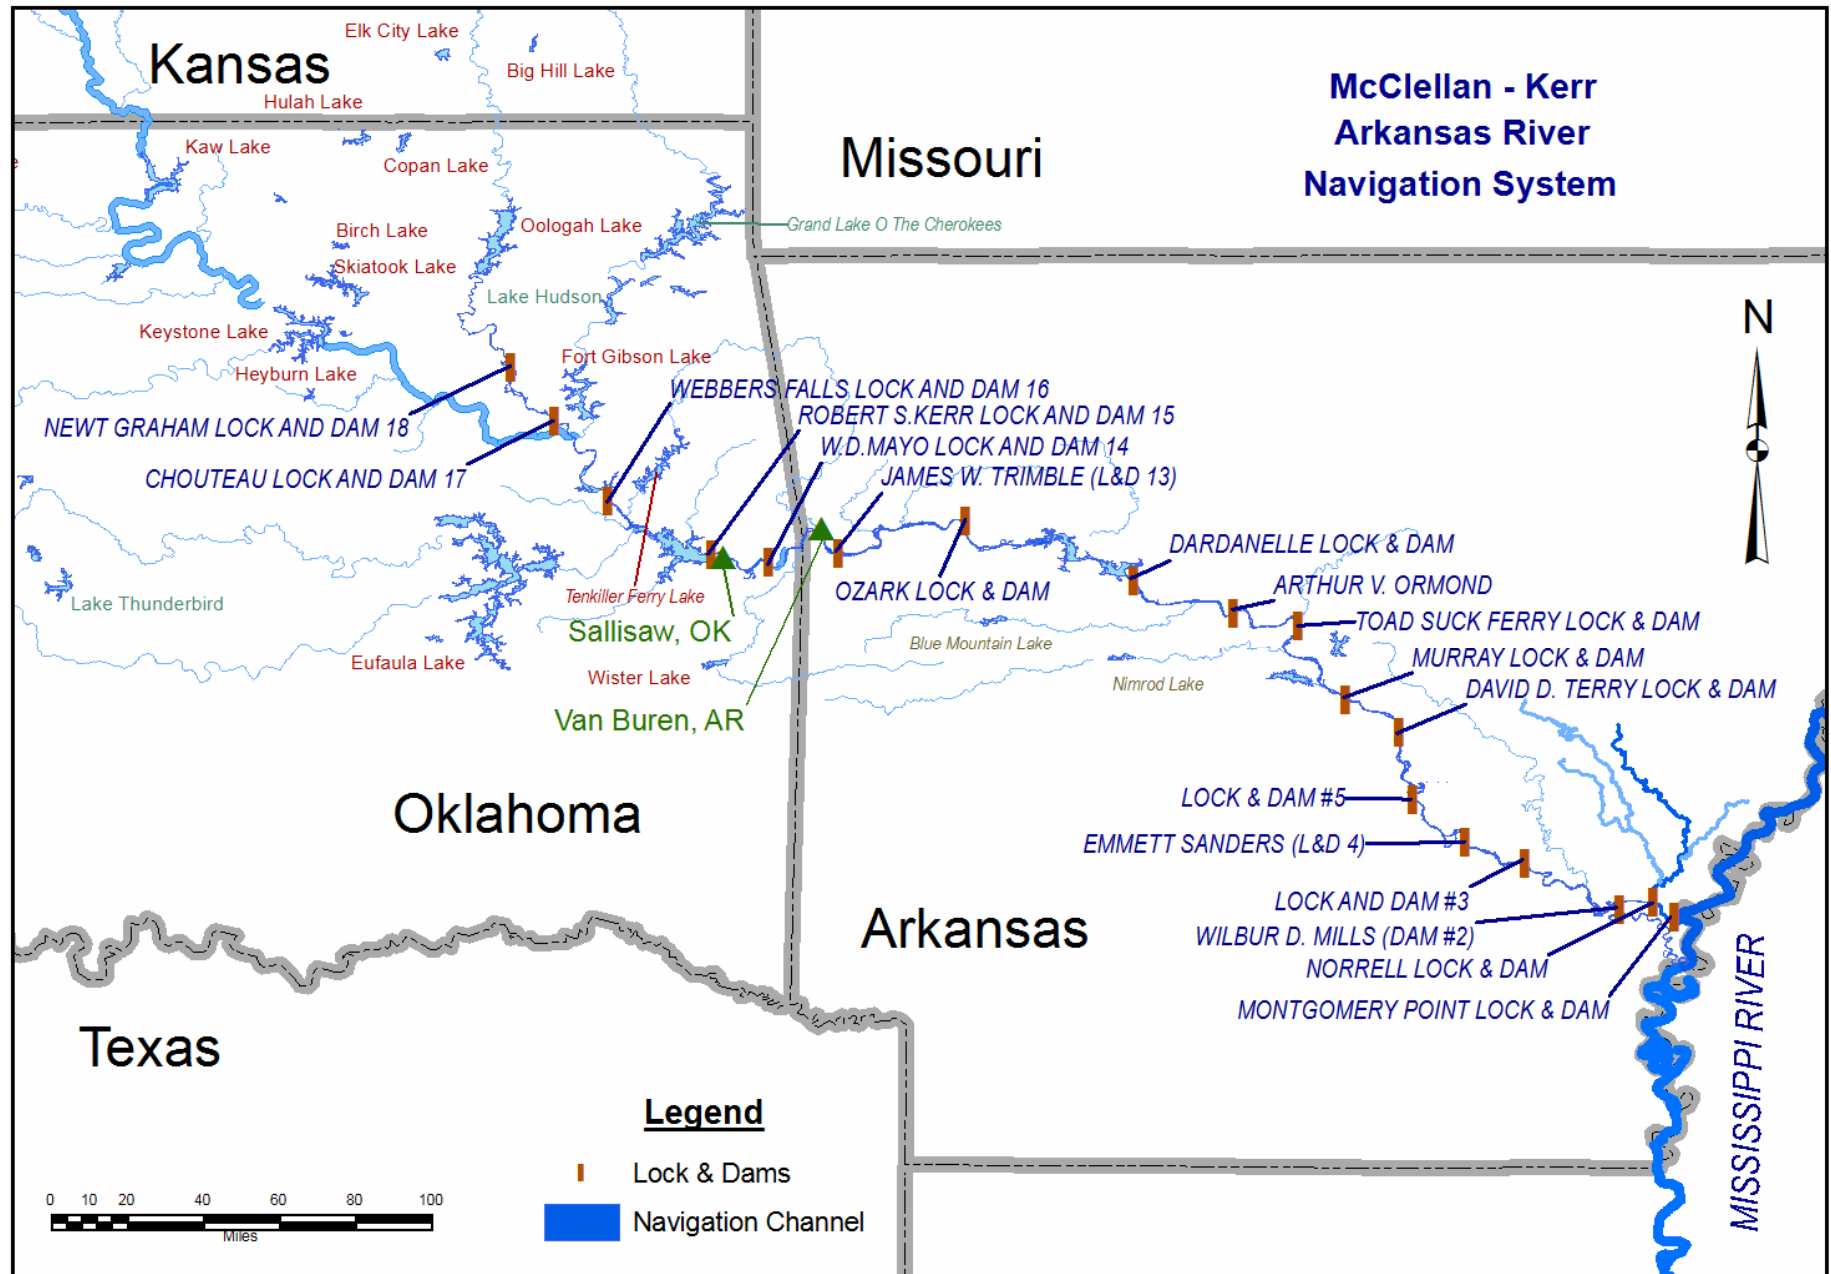 Elk City Lake
Kansas
Big Hill Lake
Hulah Lake
McClellan - Kerr
Arkansas River
Navigation System
Kaw Lake
Copan Lake
Missouri
Birch Lake
Oologah Lake
Grand Lake O The Cherokees
Skiatook Lake
Lake Hudson
N
Keystone Lake
Fort Gibson Lake
Heyburn Lake
WEBBERS FALLS LOCK AND DAM 16
ROBERT S.KERR LOCK AND DAM 15
NEWT GRAHAM LOCK AND DAM 18
W.D.MAYO LOCK AND DAM 14
CHOUTEAU LOCK AND DAM 17
JAMES W. TRIMBLE (L&D 13)
DARDANELLE LOCK & DAM
OZARK LOCK & DAM
ARTHUR V. ORMOND
Lake Thunderbird
Tenkiller Ferry Lake
TOAD SUCK FERRY LOCK & DAM
Sallisaw, OK
Blue Mountain Lake
Eufaula Lake
MURRAY LOCK & DAM
Wister Lake
Nimrod Lake
DAVID D. TERRY LOCK & DAM
Van Buren, AR
LOCK & DAM #5
Oklahoma
EMMETT SANDERS (L&D 4)
LOCK AND DAM #3
Arkansas
WILBUR D. MILLS (DAM #2)
NORRELL LOCK & DAM
MONTGOMERY POINT LOCK & DAM
MISSISSIPPI RIVER
Texas
Legend
Lock & Dams
Navigation Channel
0 10 20 40 60 80 100
Miles